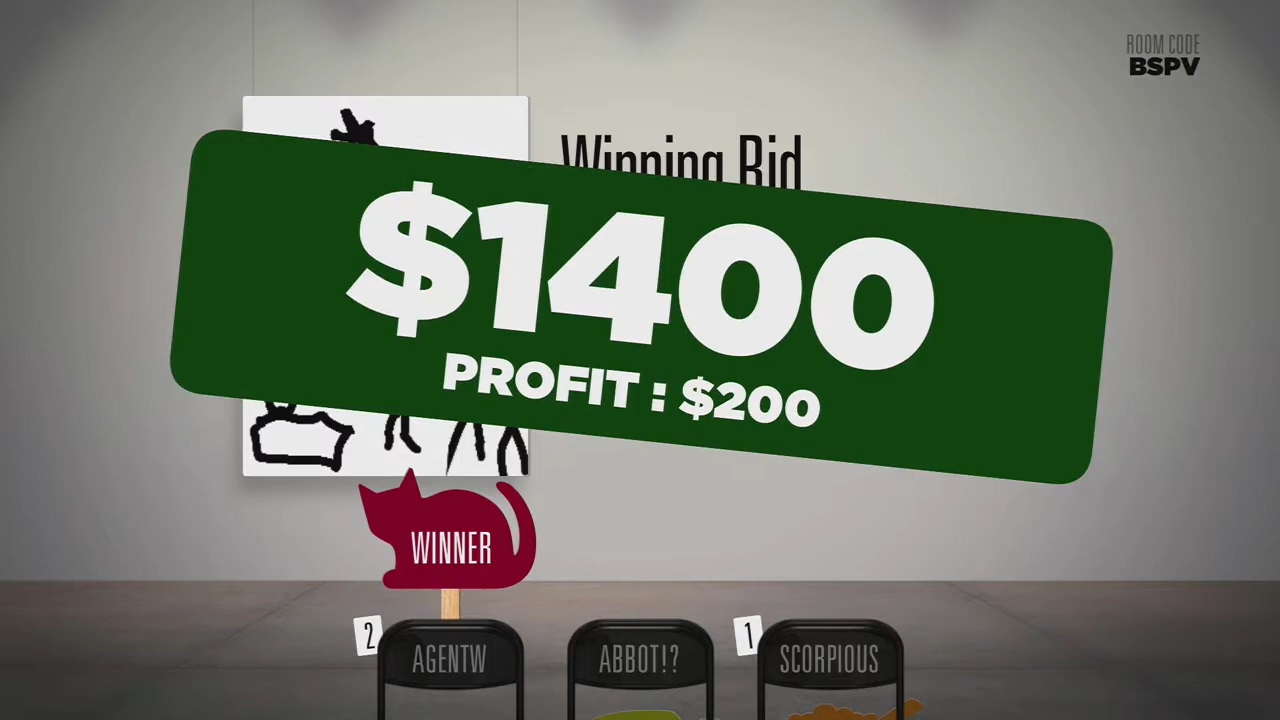 ROOM CODE
BSPV
Winning Bid
$1400
PROFIT : $200
WINNER
2
1
AGENTW
ABBOT!?
SCORPIOUS